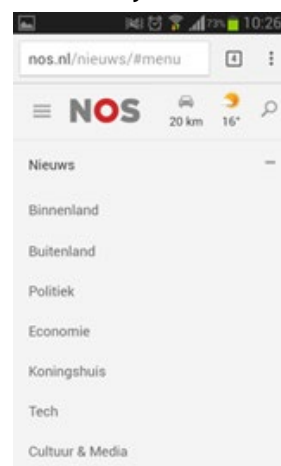 73% 10:26
nos.nl/nieuws/#menu 4
NOS 20 km 16°
Nieuws
Binnenland
Buitenland
Politiek
Economie
Koningshuis
Tech
Cultuur & Media